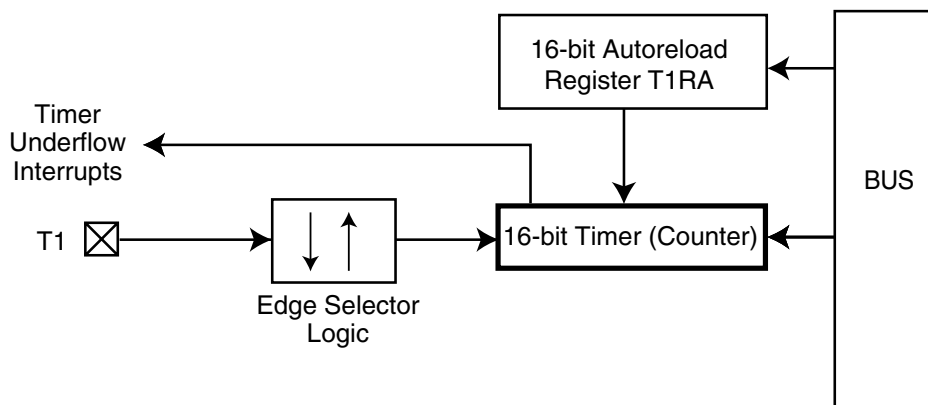 16-bit Autoreload
Register T1RA
Timer
Underflow
Interrupts
BUS
T1
16-bit Timer (Counter)
Edge Selector
Logic